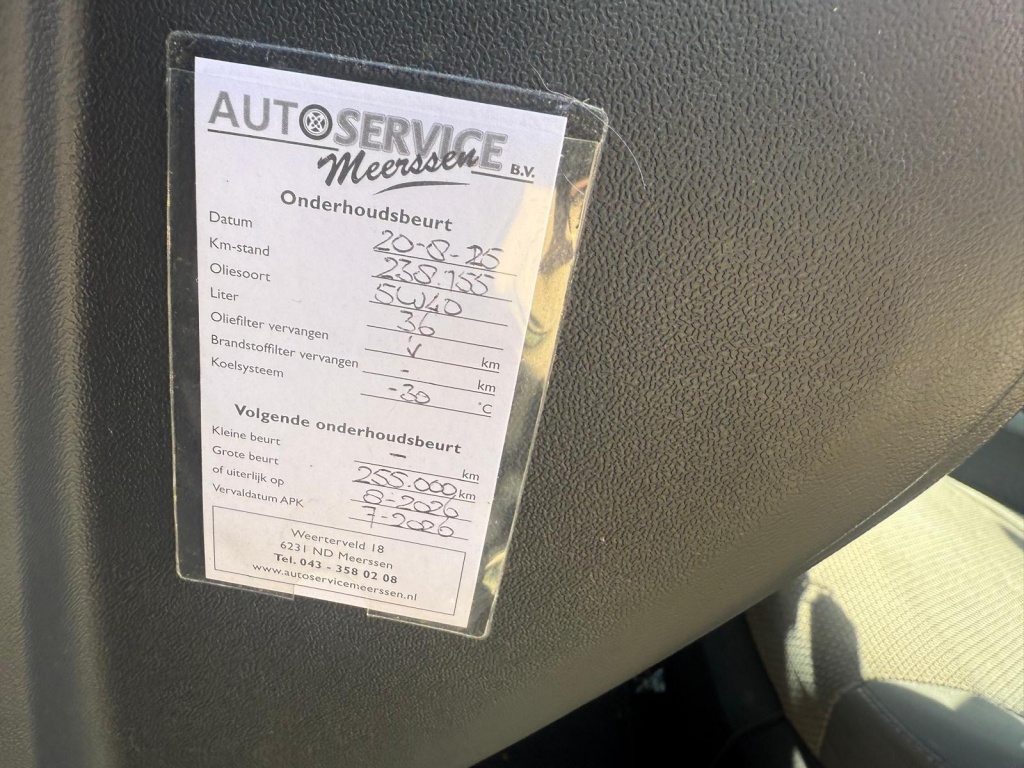 AUTOSERVICE
Meerssen B.V.
Onderhoudsbeurt
Datum 20-8-25
Km-stand 238.155
Oliesoort 5W40
Liter 36
Oliefilter vervangen v km
Brandstoffilter vervangen - km
Koelsysteem -30 °C
Volgende onderhoudsbeurt
Kleine beurt - km
Grote beurt 255.000 km
of uiterlijk op 8-2026
Vervaldatum APK 7-2026
Weerterveld 18
6231 ND Meerssen
Tel. 043 - 358 02 08
www.autoservicemeerssen.nl